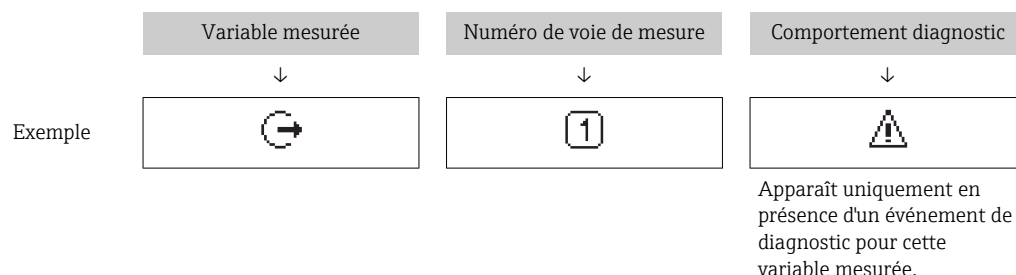 Variable mesurée
Numéro de voie de mesure
Comportement diagnostic
↓
↓
↓
Exemple
1
Apparaît uniquement en
présence d'un événement de
diagnostic pour cette
variable mesurée.